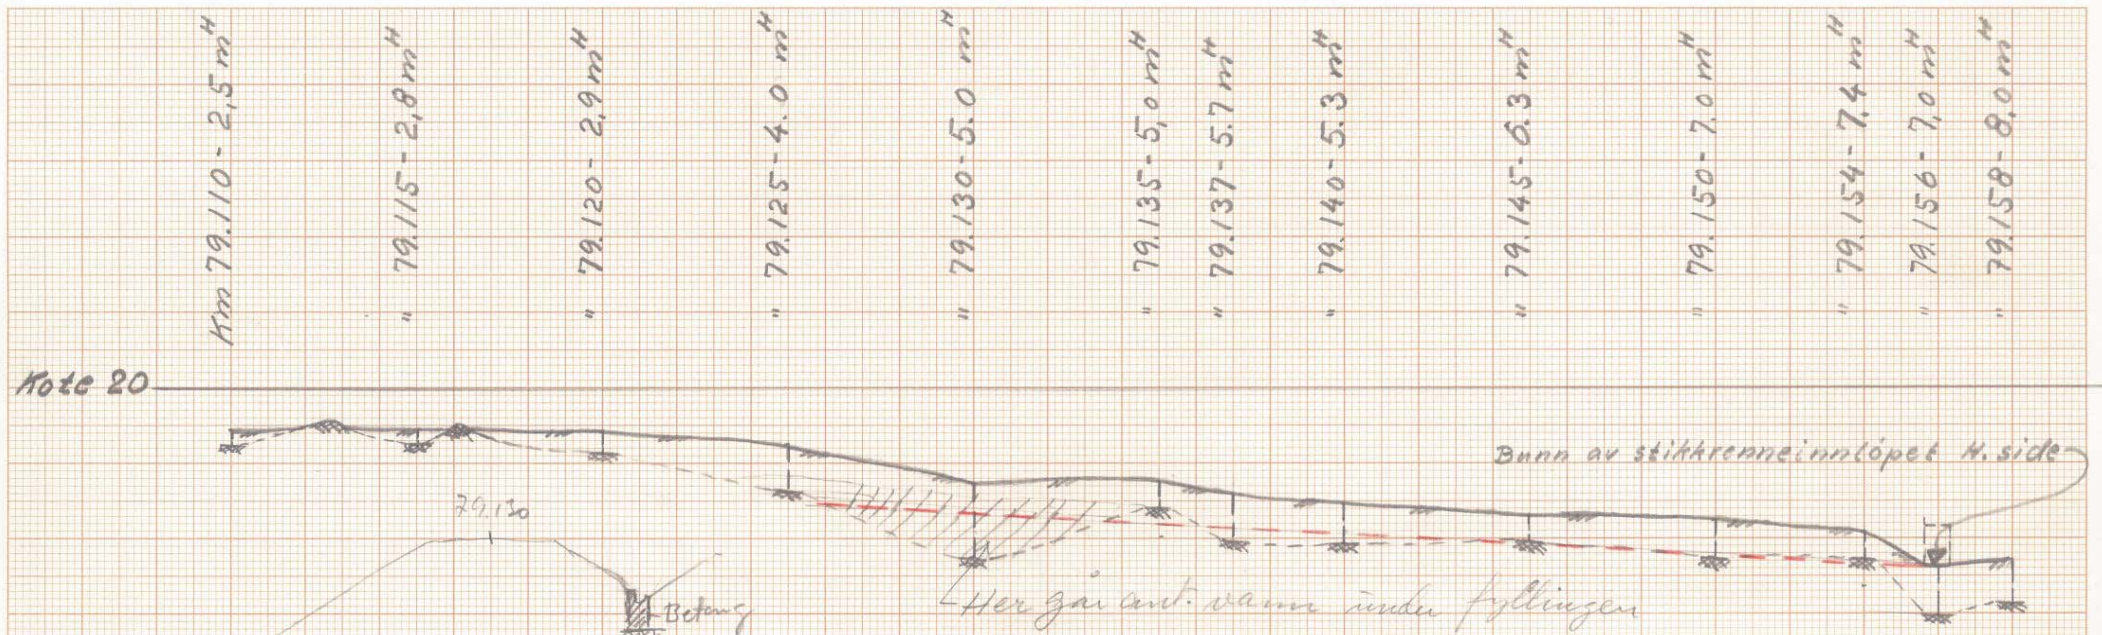 Km 79.110 - 2,5 m H
" 79.115 - 2,8 m H
" 79.120 - 2,9 m H
" 79.125 - 4.0 m H
" 79.130 - 5.0 m H
" 79.135 - 5,0 m H
" 79.137 - 5.7 m H
" 79.140 - 5.3 m H
" 79.145 - 6.3 m H
" 79.150 - 7.0 m H
" 79.154 - 7,4 m H
" 79.156 - 7,0 m H
" 79.158 - 8,0 m H
Kote 20
Bunn av stikkrenneinnløpet H. side
79.130
Betong
Her går ant. vann under fyllingen